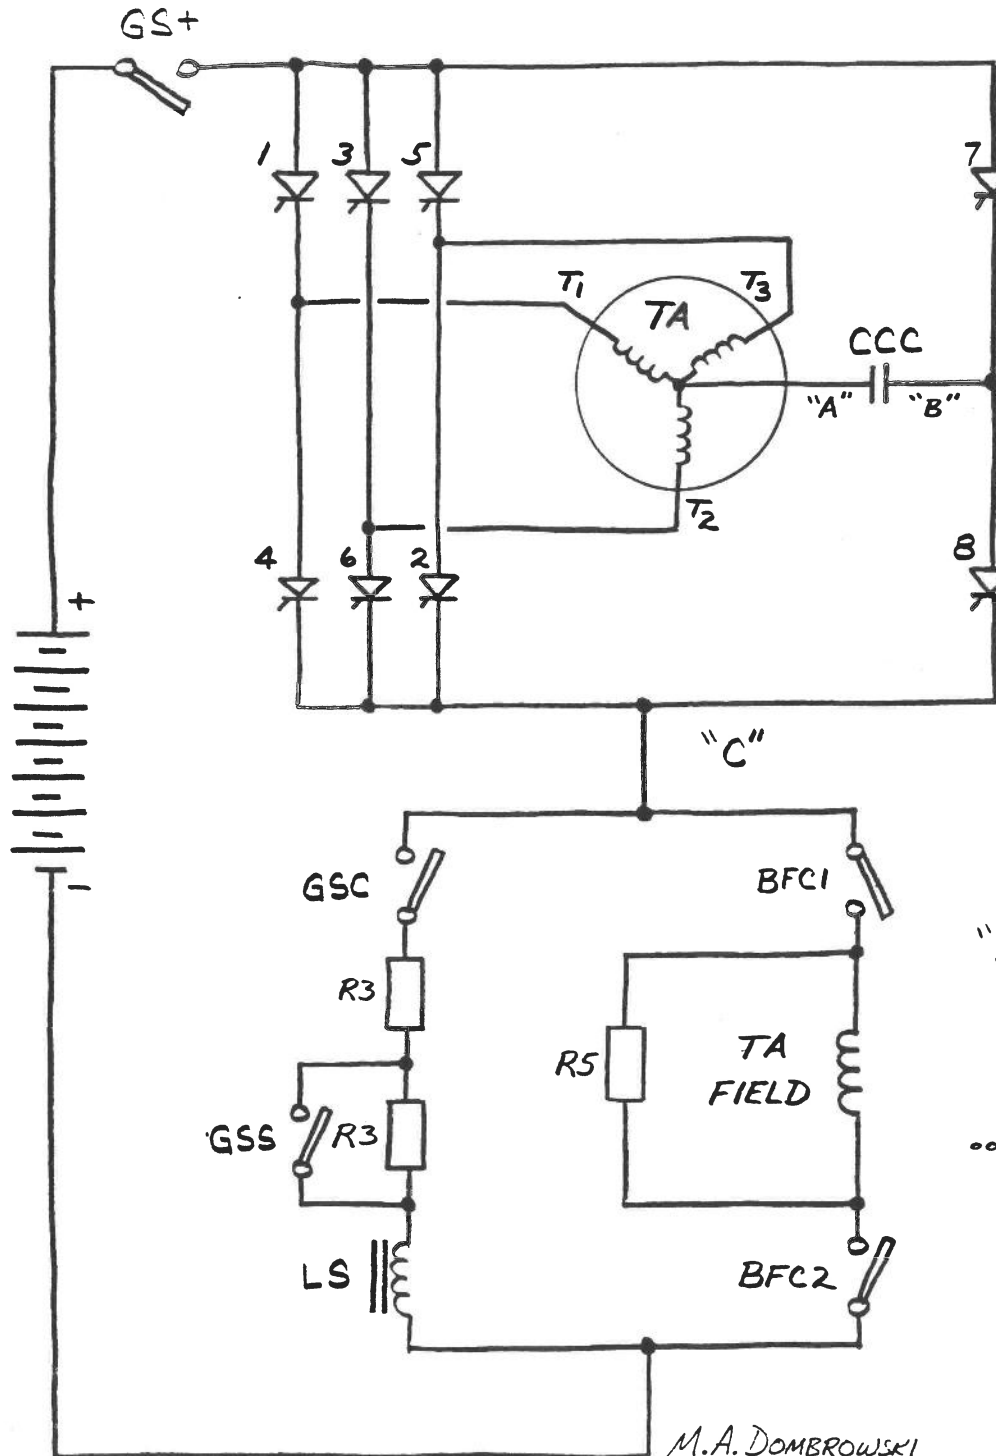 GS+
1
3
5
7
T1
TA
T3
CCC
"A"
"B"
T2
4
6
2
8
+
"C"
GSC
BFC1
R3
R5
TA
FIELD
GSS
R3
LS
BFC2
-
M.A. DOMBROWSKI